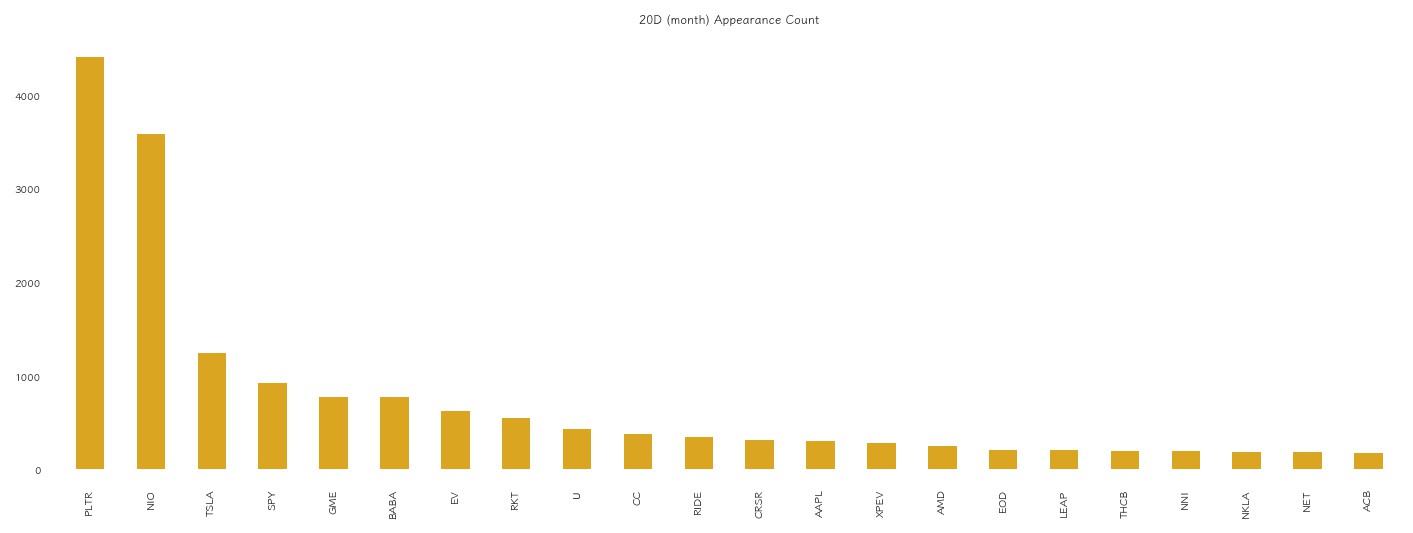 20D (month) Appearance Count
4000
3000
2000
1000
0
PLTR
NIO
TSLA
SPY
GME
BABA
EV
RKT
U
CC
RIDE
CRSR
AAPL
XPEV
AMD
EOD
LEAP
THCB
NNI
NKLA
NET
ACB